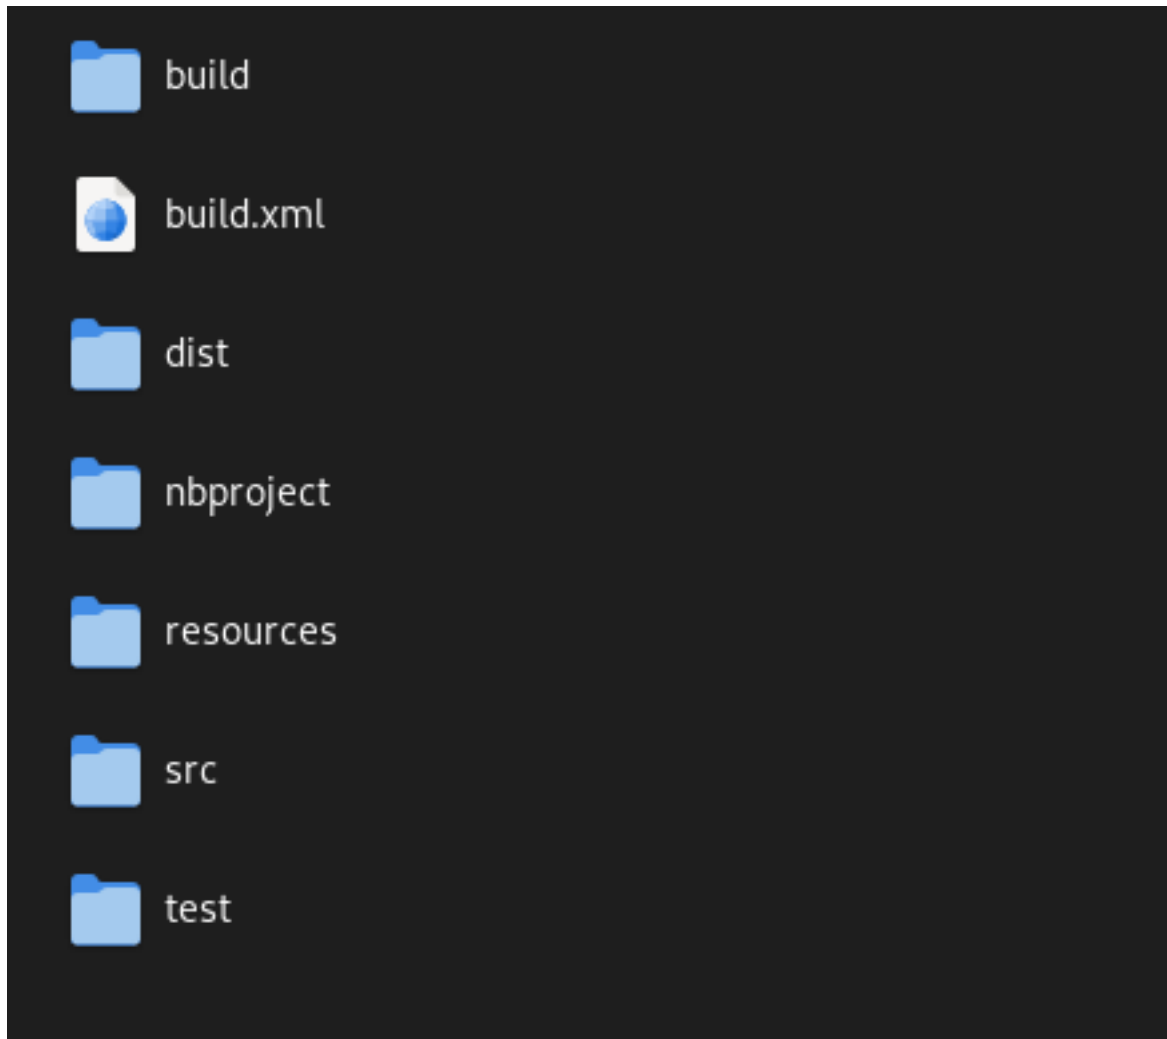 build
build.xml
dist
nbproject
resources
src
test